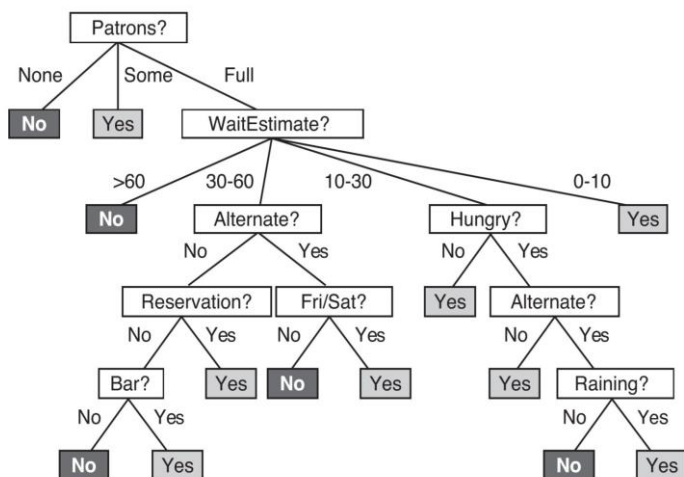 Patrons?
None Some Full
No Yes WaitEstimate?
>60 30-60 10-30 0-10
No Alternate? Hungry? Yes
No Yes No Yes
Reservation? Fri/Sat? Yes Alternate?
No Yes No Yes No Yes
Bar? Yes No Yes Yes Raining?
No Yes No Yes
No Yes No Yes